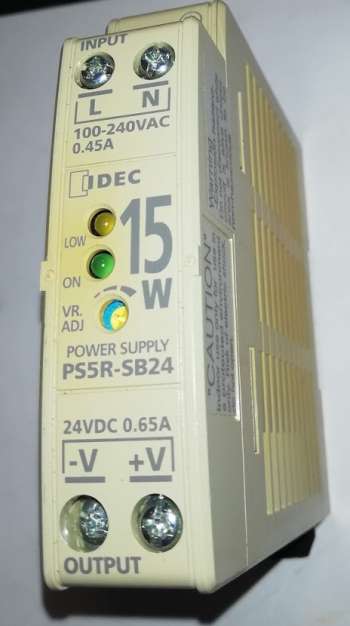 INPUT
L N
100-240VAC
0.45A
IDEC
15
W
LOW
ON
VR.
ADJ
POWER SUPPLY
PS5R-SB24
24VDC 0.65A
-V +V
OUTPUT
"CAUTION"